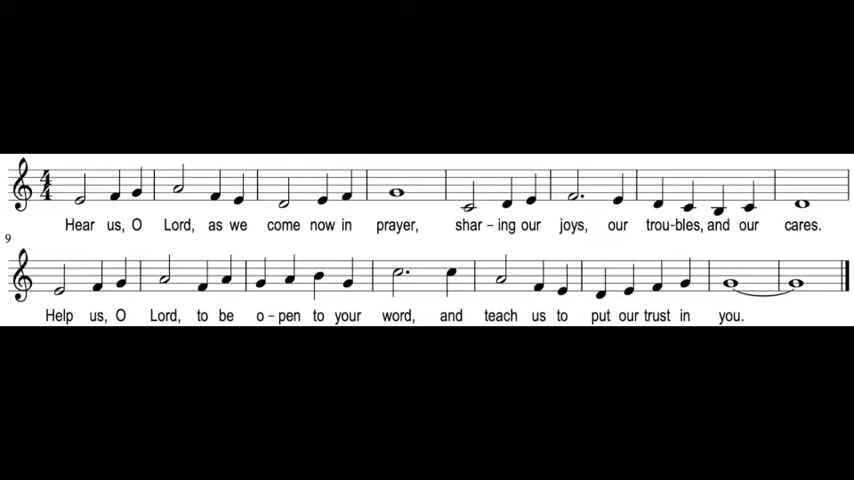 Hear us, O Lord, as we come now in prayer, shar – ing our joys, our trou-bles, and our cares.
9
Help us, O Lord, to be o – pen to your word, and teach us to put our trust in you.